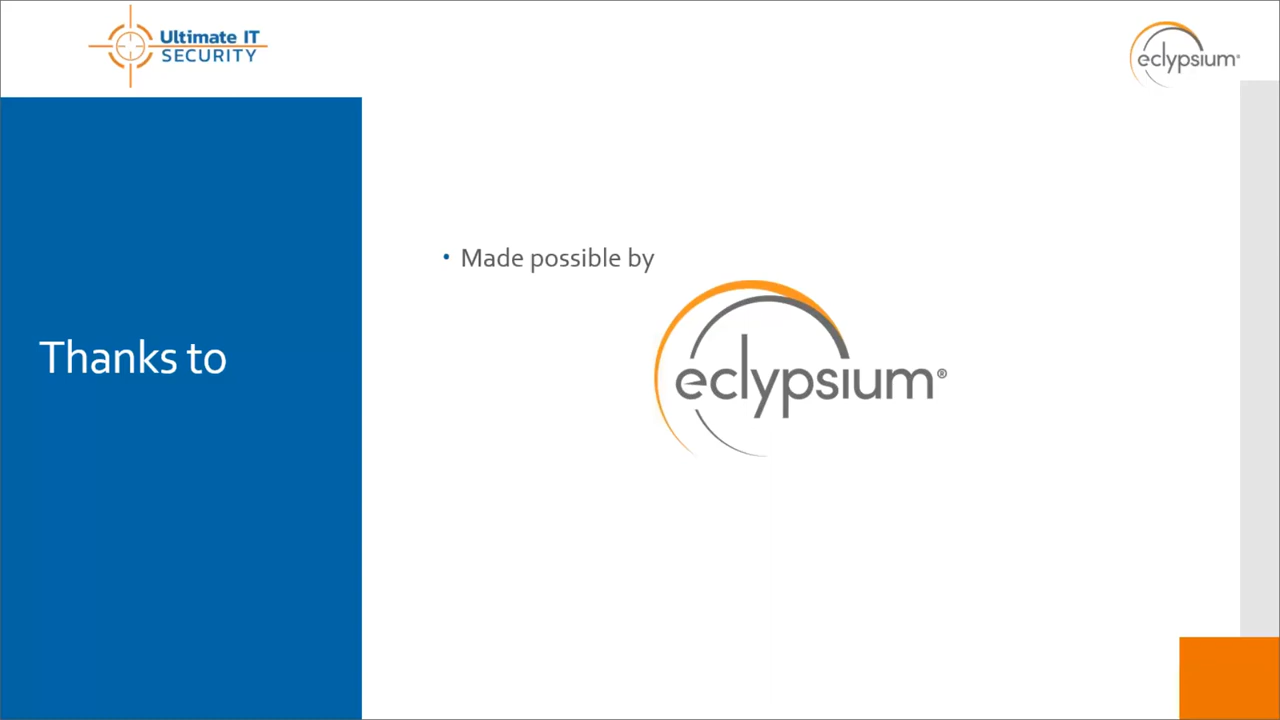 Ultimate IT
SECURITY
eclypsium®
Thanks to
• Made possible by
eclypsium®